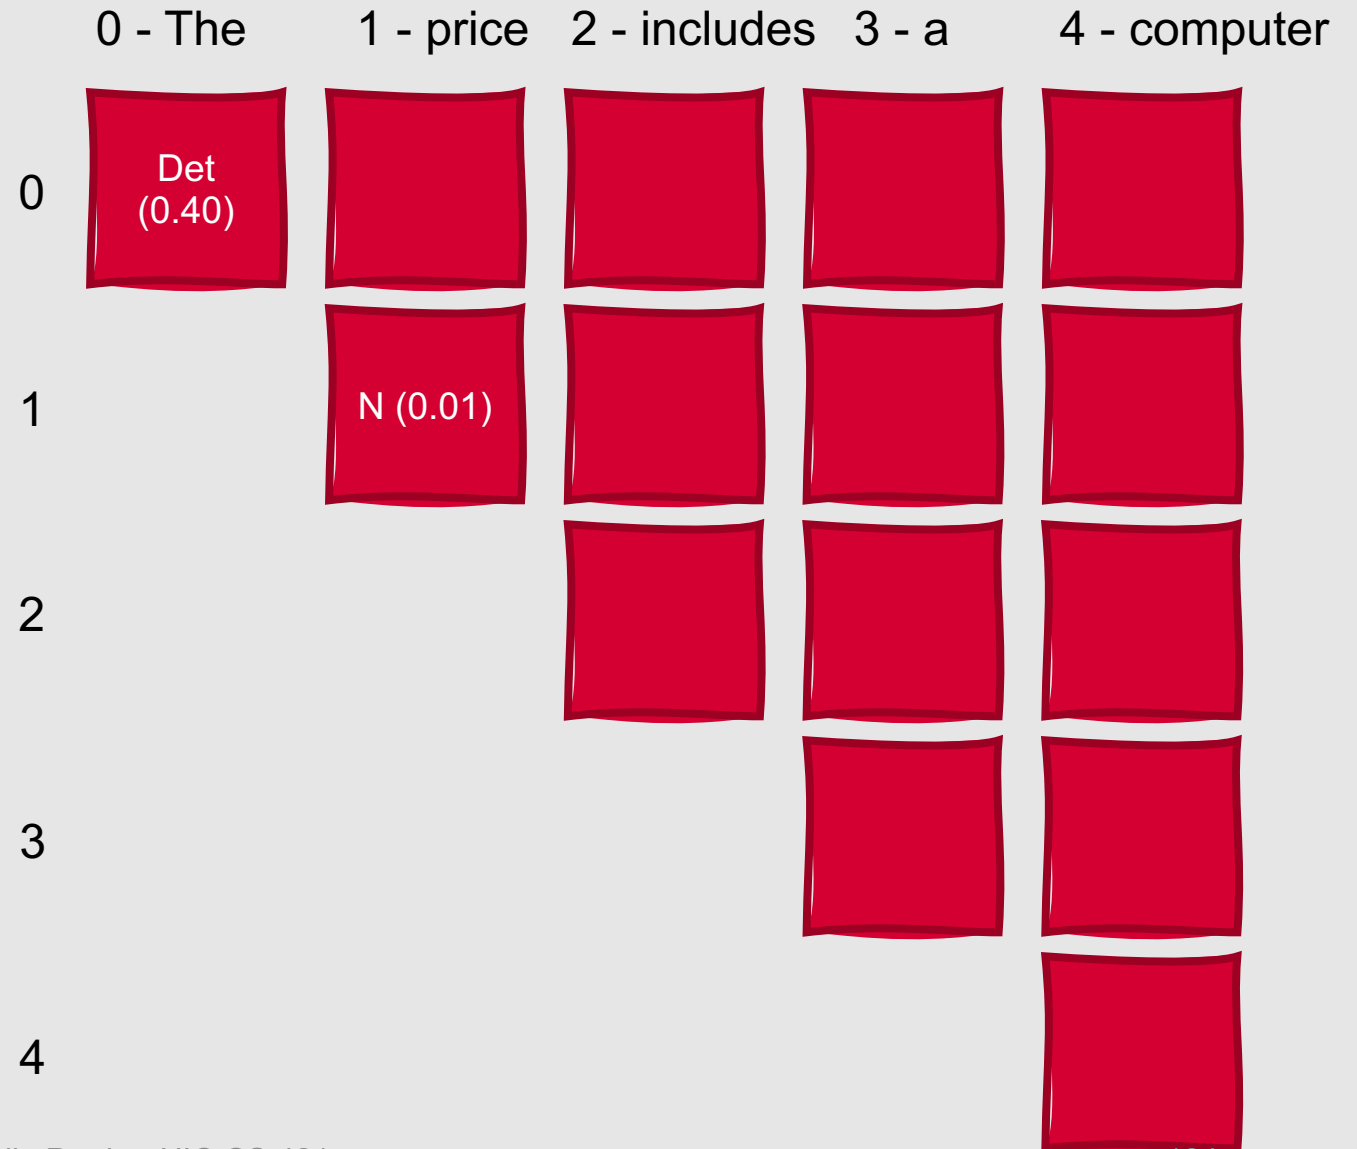 0 - The 1 - price 2 - includes 3 - a 4 - computer
0
Det
(0.40)
1
N (0.01)
2
3
4